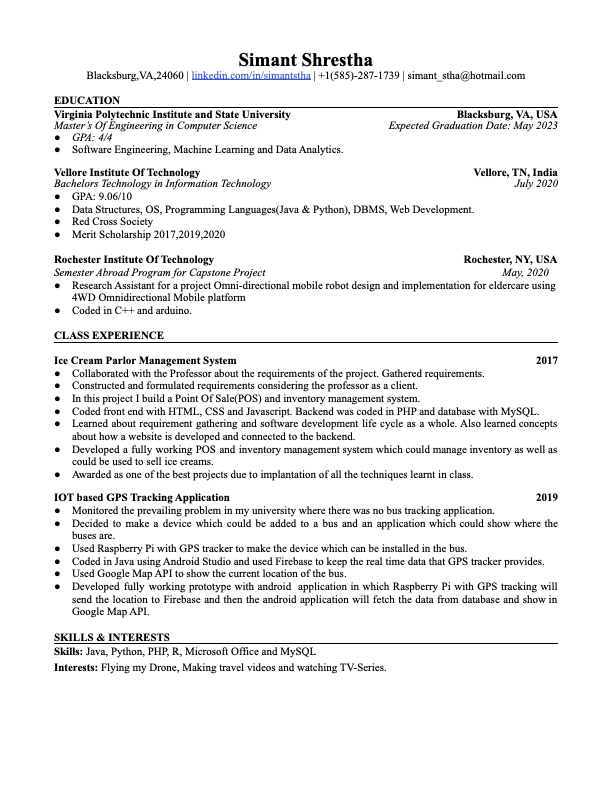 Simant Shrestha
Blacksburg,VA,24060 | linkedin.com/in/simantstha | +1(585)-287-1739 | simant_stha@hotmail.com
EDUCATION
Virginia Polytechnic Institute and State University Blacksburg, VA, USA
Master's Of Engineering in Computer Science Expected Graduation Date: May 2023
● GPA: 4/4
● Software Engineering, Machine Learning and Data Analytics.
Vellore Institute Of Technology Vellore, TN, India
Bachelors Technology in Information Technology July 2020
● GPA: 9.06/10
● Data Structures, OS, Programming Languages(Java & Python), DBMS, Web Development.
● Red Cross Society
● Merit Scholarship 2017,2019,2020
Rochester Institute Of Technology Rochester, NY, USA
Semester Abroad Program for Capstone Project May, 2020
● Research Assistant for a project Omni-directional mobile robot design and implementation for eldercare using
4WD Omnidirectional Mobile platform
● Coded in C++ and arduino.
CLASS EXPERIENCE
Ice Cream Parlor Management System 2017
● Collaborated with the Professor about the requirements of the project. Gathered requirements.
● Constructed and formulated requirements considering the professor as a client.
● In this project I build a Point Of Sale(POS) and inventory management system.
● Coded front end with HTML, CSS and Javascript. Backend was coded in PHP and database with MySQL.
● Learned about requirement gathering and software development life cycle as a whole. Also learned concepts
about how a website is developed and connected to the backend.
● Developed a fully working POS and inventory management system which could manage inventory as well as
could be used to sell ice creams.
● Awarded as one of the best projects due to implantation of all the techniques learnt in class.
IOT based GPS Tracking Application 2019
● Monitored the prevailing problem in my university where there was no bus tracking application.
● Decided to make a device which could be added to a bus and an application which could show where the
buses are.
● Used Raspberry Pi with GPS tracker to make the device which can be installed in the bus.
● Coded in Java using Android Studio and used Firebase to keep the real time data that GPS tracker provides.
● Used Google Map API to show the current location of the bus.
● Developed fully working prototype with android application in which Raspberry Pi with GPS tracking will
send the location to Firebase and then the android application will fetch the data from database and show in
Google Map API.
SKILLS & INTERESTS
Skills: Java, Python, PHP, R, Microsoft Office and MySQL
Interests: Flying my Drone, Making travel videos and watching TV-Series.